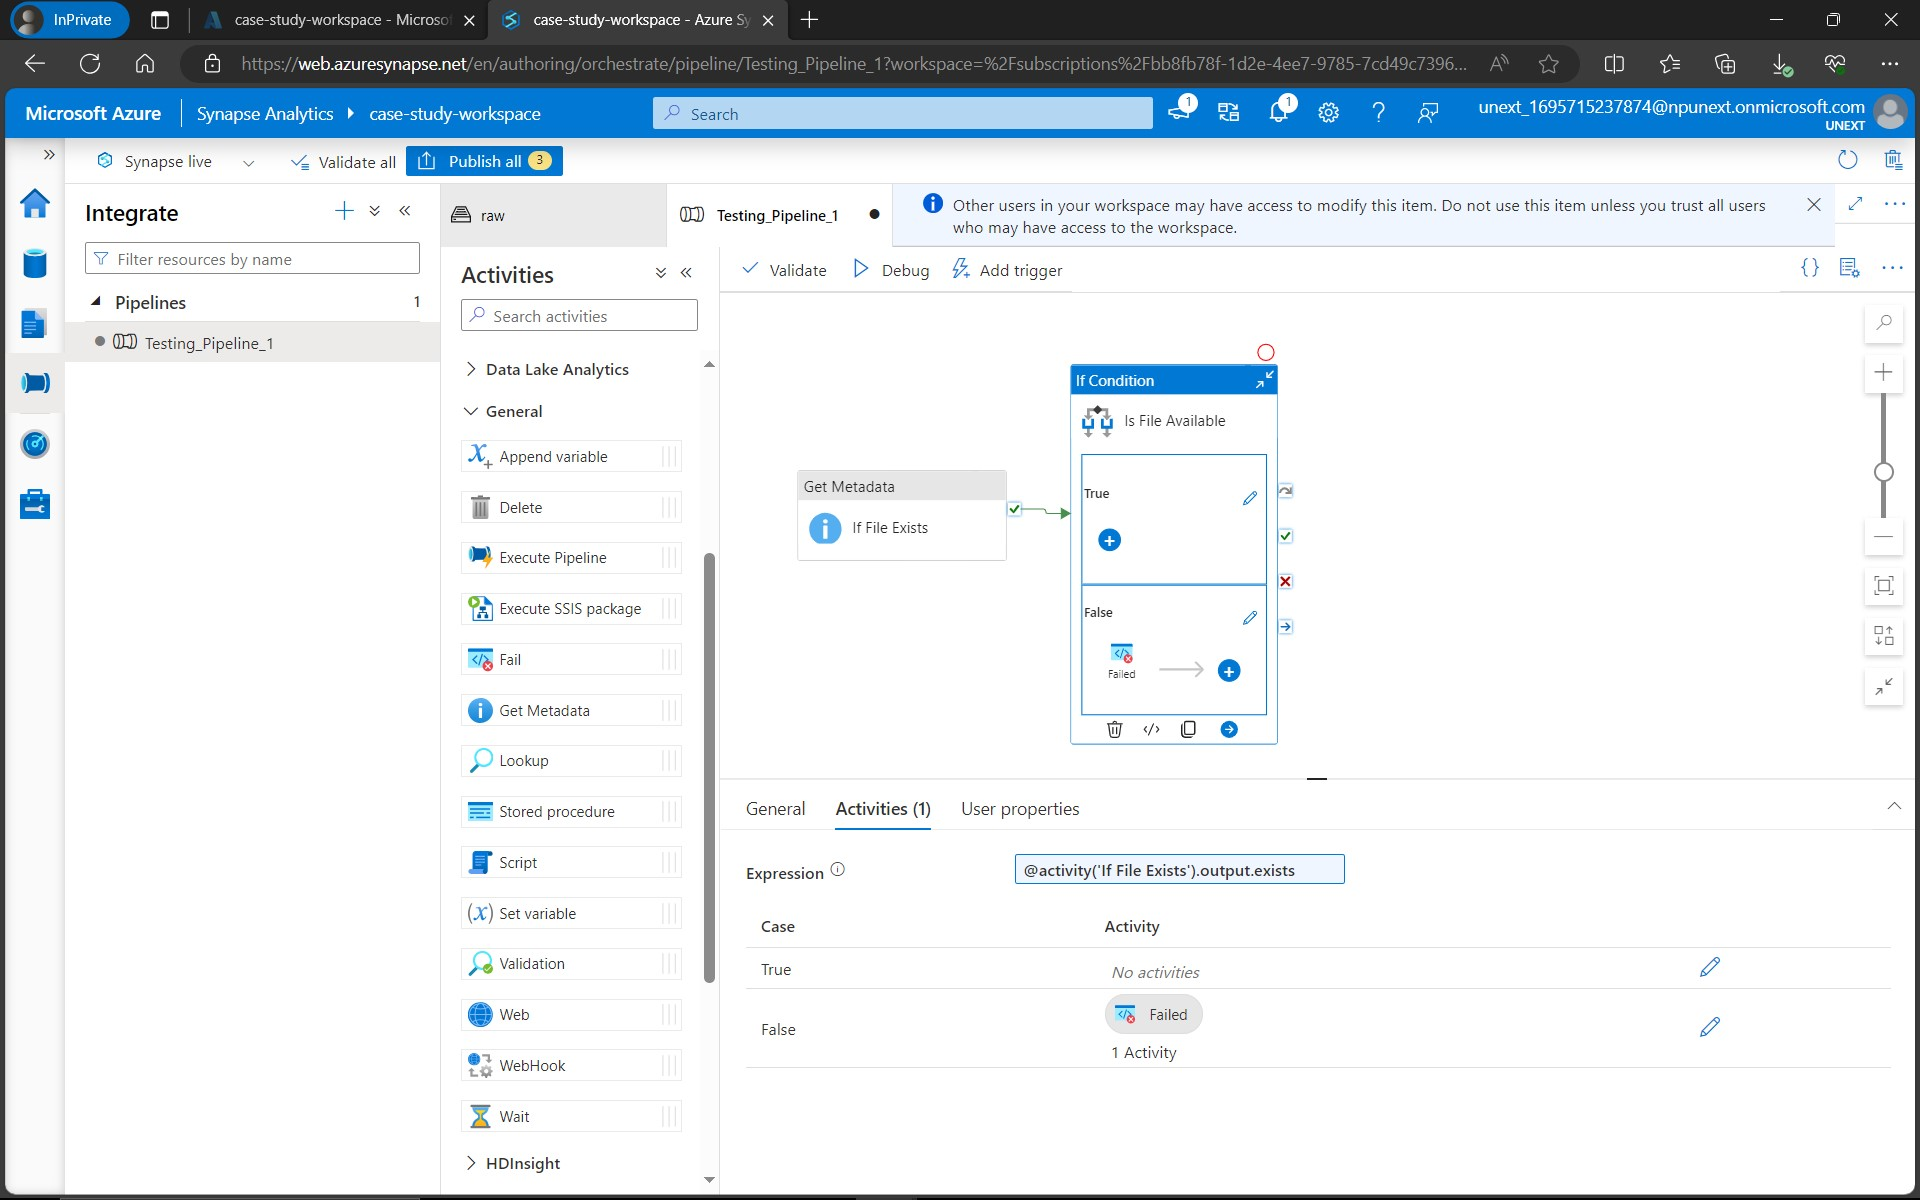 InPrivate
case-study-workspace - Microso
case-study-workspace - Azure Sy
https://web.azuresynapse.net/en/authoring/orchestrate/pipeline/Testing_Pipeline_1?workspace=%2Fsubscriptions%2Fbb8fb78f-1d2e-4ee7-9785-7cd49c7396...
Microsoft Azure
Synapse Analytics
case-study-workspace
Search
1
1
unext_1695715237874@npunext.onmicrosoft.com
UNEXT
Synapse live
Validate all
Publish all 3
Integrate
Filter resources by name
Pipelines 1
Testing_Pipeline_1
raw
Testing_Pipeline_1
Other users in your workspace may have access to modify this item. Do not use this item unless you trust all users
who may have access to the workspace.
Activities
Search activities
Data Lake Analytics
General
Append variable
Delete
Execute Pipeline
Execute SSIS package
Fail
Get Metadata
Lookup
Stored procedure
Script
Set variable
Validation
Web
WebHook
Wait
HDInsight
Validate
Debug
Add trigger
Get Metadata
If File Exists
If Condition
Is File Available
True
False
Failed
General
Activities (1)
User properties
Expression
@activity('If File Exists').output.exists
Case Activity
True No activities
False Failed
1 Activity